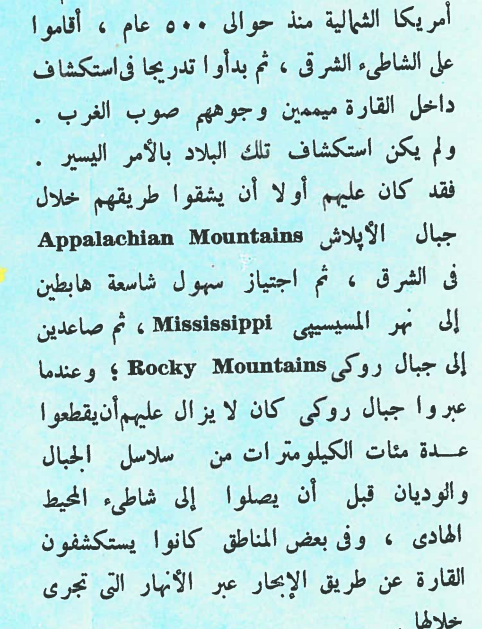 أمريكا الشمالية منذ حوالى ٥٠٠ عام ، أقاموا
على الشاطىء الشرقى ، ثم بدأوا تدريجا فى استكشاف
داخل القارة ميممين وجوههم صوب الغرب .
ولم يكن استكشاف تلك البلاد بالأمر اليسير .
فقد كان عليهم أولا أن يشقوا طريقهم خلال
جبال الأپلاش Appalachian Mountains
فى الشرق ، ثم اجتياز سهول شاسعة هابطين
إلى نهر المسيسيپى Mississippi ، ثم صاعدين
إلى جبال روكى Rocky Mountains ؛ وعندما
عبروا جبال روكى كان لا يزال عليهم أن يقطعوا
عــدة مئات الكيلومترات من سلاسل الجبال
والوديان قبل أن يصلوا إلى شاطىء المحيط
الهادى ، وفى بعض المناطق كانوا يستكشفون
القارة عن طريق الإبحار عبر الأنهار التى تجرى
خلالها .